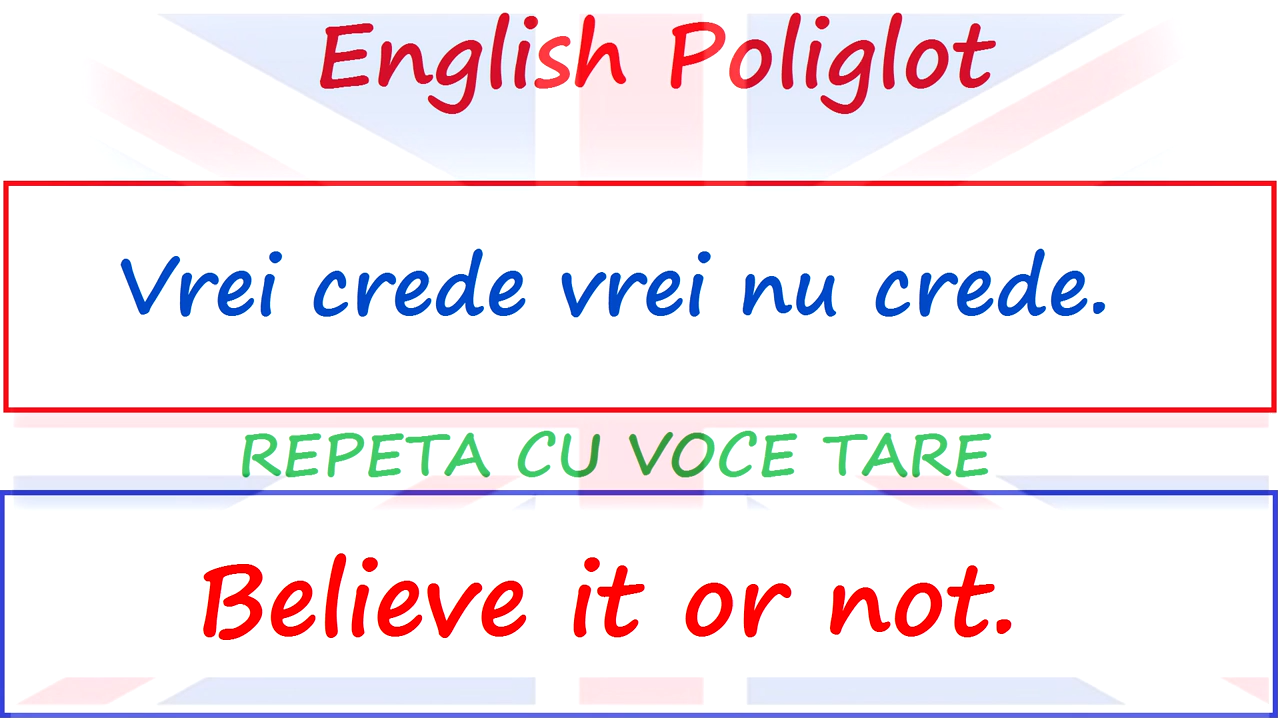 English Poliglot
Vrei crede vrei nu crede.
REPETA CU VOCE TARE
Believe it or not.